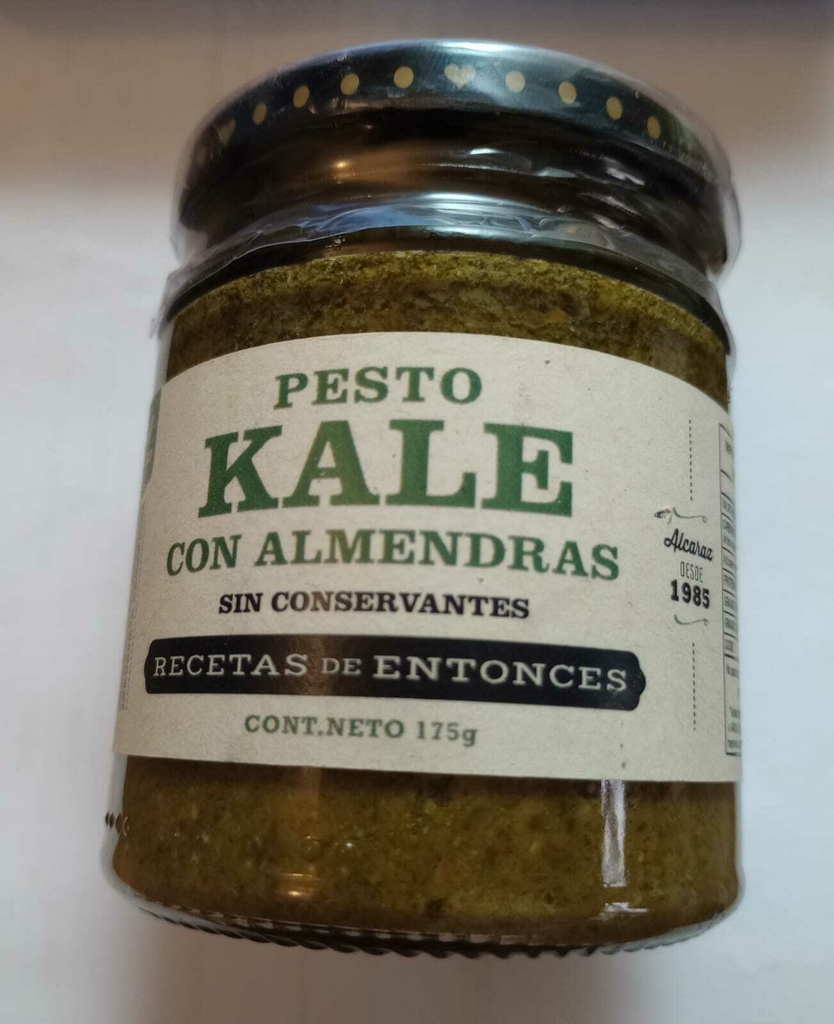 PESTO
KALE
CON ALMENDRAS
SIN CONSERVANTES
RECETAS DE ENTONCES
CONT.NETO 175g
Alcaraz
DESDE
1985